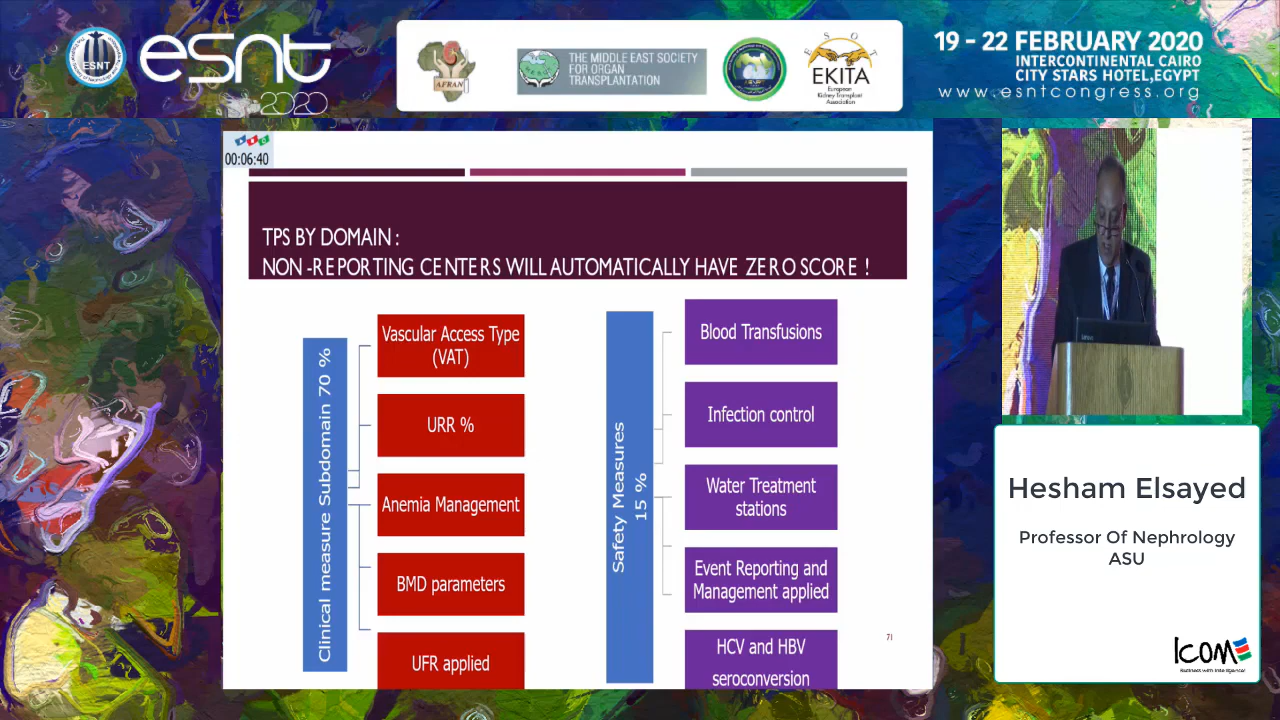 ESNT
esnt
2020
AFRAN
THE MIDDLE EAST SOCIETY
FOR ORGAN
TRANSPLANTATION
E S O T
EKITA
European
Kidney Transplant
Association
19 - 22 FEBRUARY 2020
INTERCONTINENTAL CAIRO
CITY STARS HOTEL,EGYPT
www.esntcongress.org
00:06:40
TPS BY DOMAIN :
NON -REPORTING CENTERS WILL AUTOMATICALLY HAVE ZERO SCORE !
Clinical measure Subdomain 70 %
Vascular Access Type
(VAT)
URR %
Anemia Management
BMD parameters
UFR applied
Safety Measures
15 %
Blood Transfusions
Infection control
Water Treatment
stations
Event Reporting and
Management applied
HCV and HBV
seroconversion
71
Hesham Elsayed
Professor Of Nephrology
ASU
ICOM